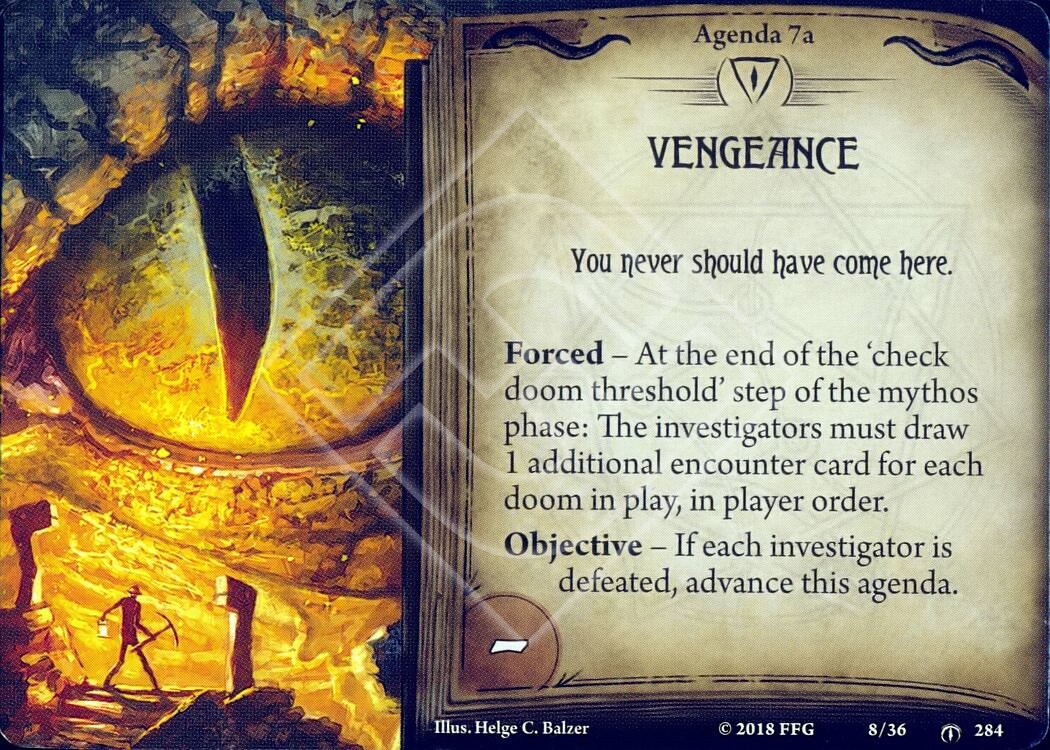 Agenda 7a
VENGEANCE
You never should have come here.
Forced – At the end of the ‘check
doom threshold’ step of the mythos
phase: The investigators must draw
1 additional encounter card for each
doom in play, in player order.
Objective – If each investigator is
defeated, advance this agenda.
–
Illus. Helge C. Balzer © 2018 FFG 8/36 284